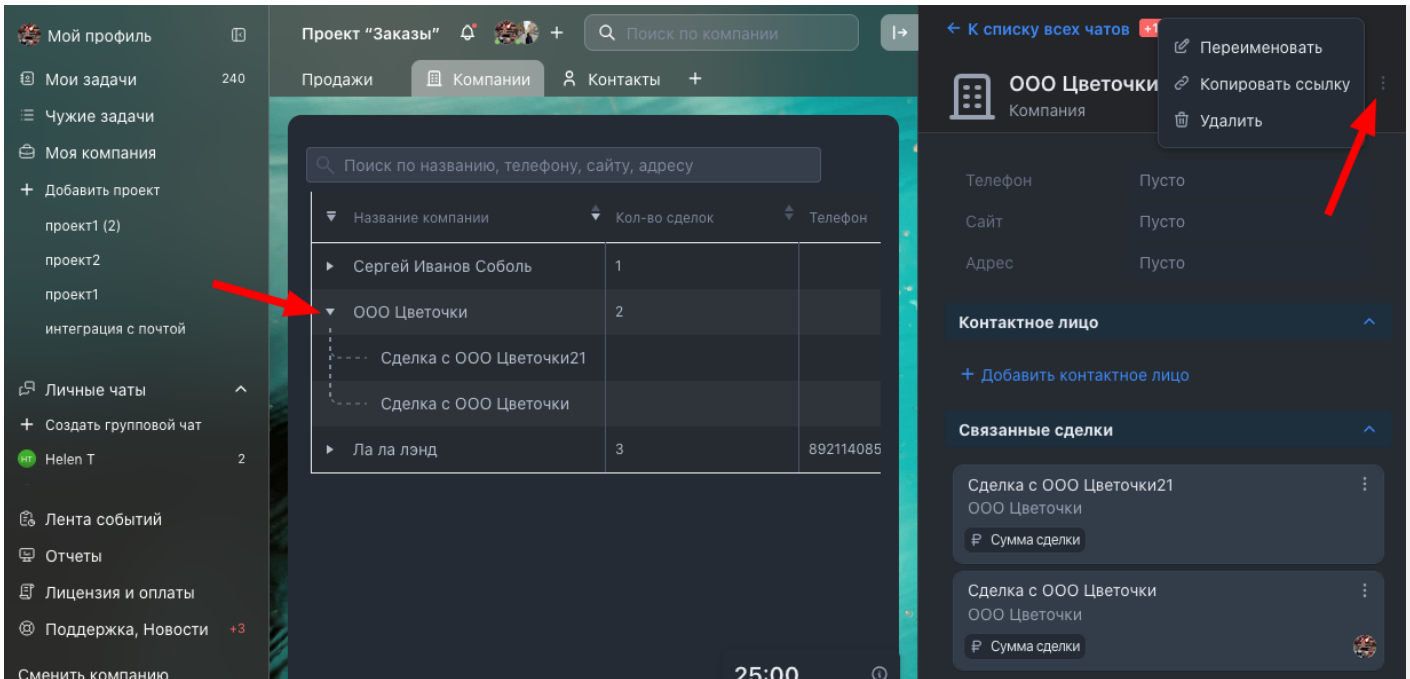 Мой профиль
Мои задачи 240
Чужие задачи
Моя компания
+ Добавить проект
проект1 (2)
проект2
проект1
интеграция с почтой
Личные чаты
+ Создать групповой чат
HT Helen T 2
Лента событий
Отчеты
Лицензия и оплаты
Поддержка, Новости +3
Сменить компанию
Проект “Заказы” +
Поиск по компании
Продажи Компании Контакты +
Поиск по названию, телефону, сайту, адресу
Название компании Кол-во сделок Телефон
Сергей Иванов Соболь 1
ООО Цветочки 2
Сделка с ООО Цветочки21
Сделка с ООО Цветочки
Ла ла лэнд 3 892114085
25:00
← К списку всех чатов +1
Переименовать
Копировать ссылку
Удалить
ООО Цветочки
Компания
Телефон Пусто
Сайт Пусто
Адрес Пусто
Контактное лицо
+ Добавить контактное лицо
Связанные сделки
Сделка с ООО Цветочки21
ООО Цветочки
₽ Сумма сделки
Сделка с ООО Цветочки
ООО Цветочки
₽ Сумма сделки